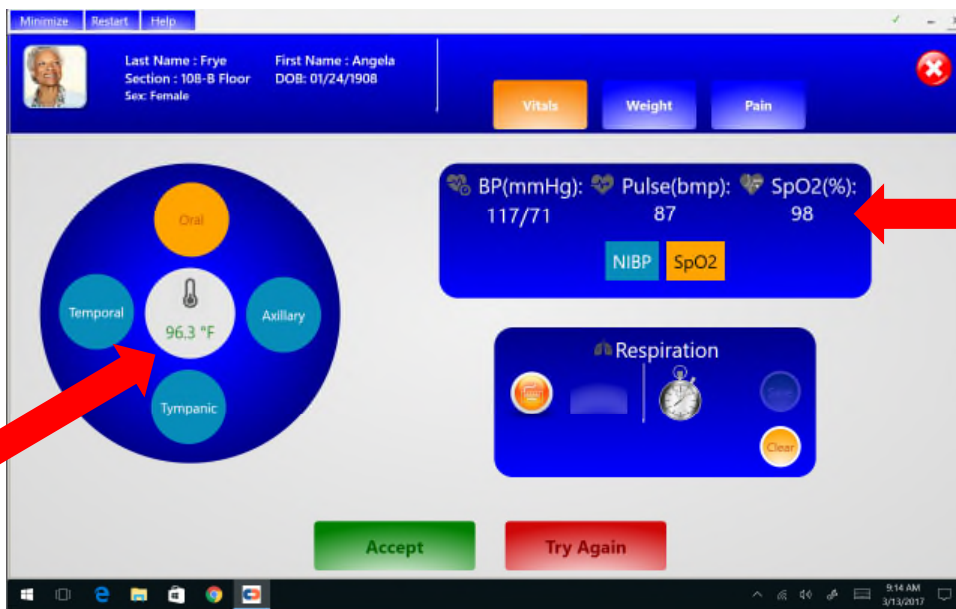 Minimize Restart Help
Last Name : Frye First Name : Angela
Section : 108-B Floor DOB: 01/24/1908
Sex: Female
Vitals Weight Pain
BP(mmHg): Pulse(bmp): SpO2(%):
117/71 87 98
NIBP SpO2
Oral
Temporal
96.3 °F
Axillary
Tympanic
Respiration
Clear
Accept Try Again
9:14 AM
3/13/2017